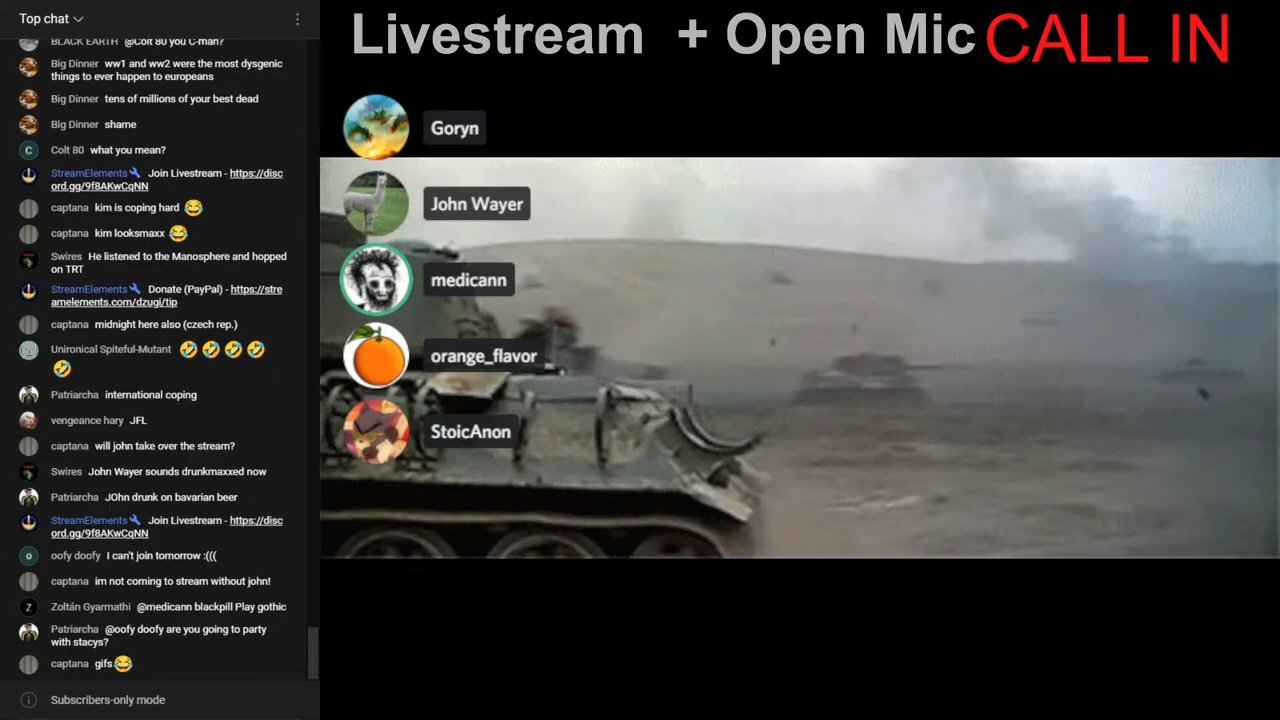 Top chat
BLACK EARTH @Colt 80 you C-man?
Big Dinner ww1 and ww2 were the most dysgenic
things to ever happen to europeans
Big Dinner tens of millions of your best dead
Big Dinner shame
C
Colt 80 what you mean?
StreamElements Join Livestream - https://disc
ord.gg/9f8AKwCqNN
captana kim is coping hard 😂
captana kim looksmaxx 😂
Swires He listened to the Manosphere and hopped
on TRT
StreamElements Donate (PayPal) - https://stre
amelements.com/dzugi/tip
captana midnight here also (czech rep.)
Unironical Spiteful-Mutant 🤣 🤣 🤣 🤣
🤣
Patriarcha international coping
vengeance hary JFL
captana will john take over the stream?
Swires John Wayer sounds drunkmaxxed now
Patriarcha JOhn drunk on bavarian beer
StreamElements Join Livestream - https://disc
ord.gg/9f8AKwCqNN
o
oofy doofy I can't join tomorrow :(((
captana im not coming to stream without john!
Z
Zoltán Gyarmathi @medicann blackpill Play gothic
Patriarcha @oofy doofy are you going to party
with stacys?
captana gifs😂
Subscribers-only mode
Livestream + Open Mic CALL IN
Goryn
John Wayer
medicann
orange_flavor
StoicAnon